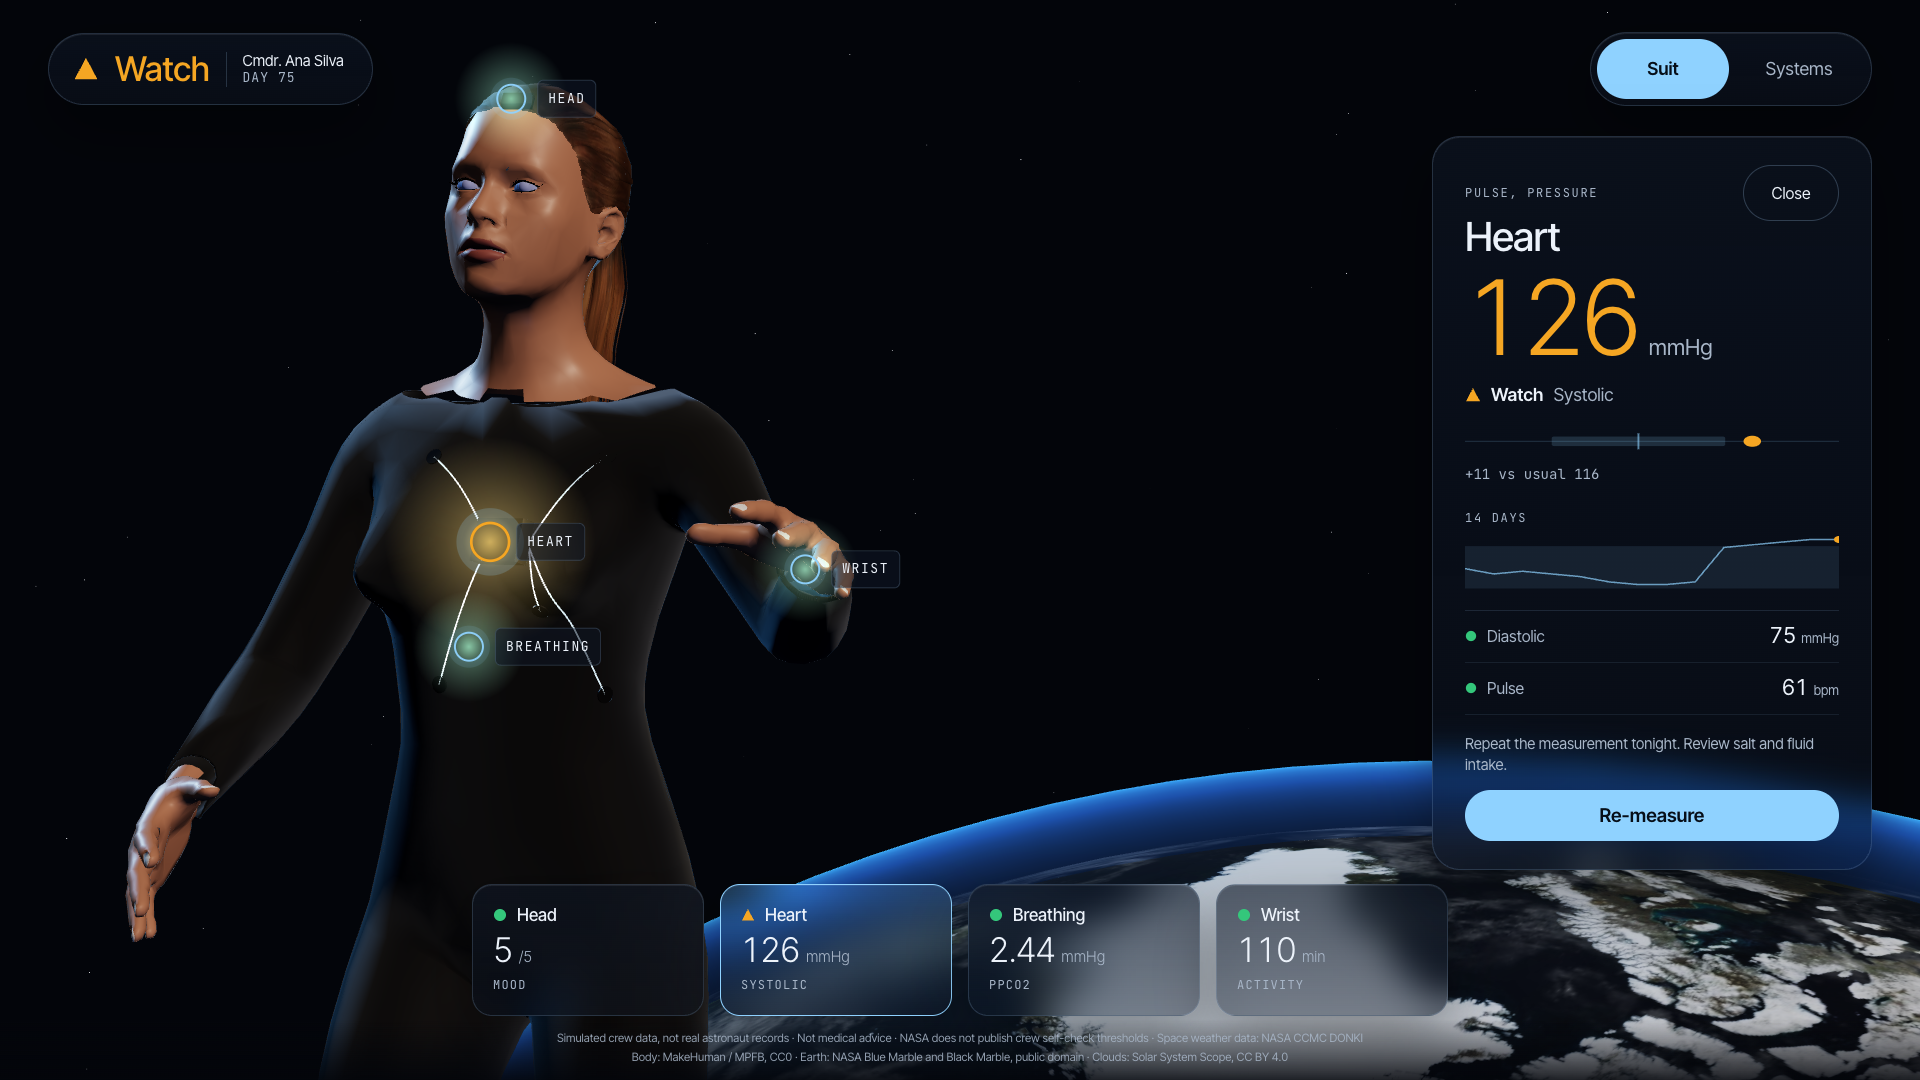 Watch
Cmdr. Ana Silva
DAY 75
Suit
Systems
HEAD
HEART
WRIST
BREATHING
PULSE, PRESSURE
Close
Heart
126 mmHg
Watch Systolic
+11 vs usual 116
14 DAYS
Diastolic 75 mmHg
Pulse 61 bpm
Repeat the measurement tonight. Review salt and fluid
intake.
Re-measure
Head
5 /5
MOOD
Heart
126 mmHg
SYSTOLIC
Breathing
2.44 mmHg
PPCO2
Wrist
110 min
ACTIVITY
Simulated crew data, not real astronaut records · Not medical advice · NASA does not publish crew self-check thresholds · Space weather data: NASA CCMC DONKI
Body: MakeHuman / MPFB, CC0 · Earth: NASA Blue Marble and Black Marble, public domain · Clouds: Solar System Scope, CC BY 4.0